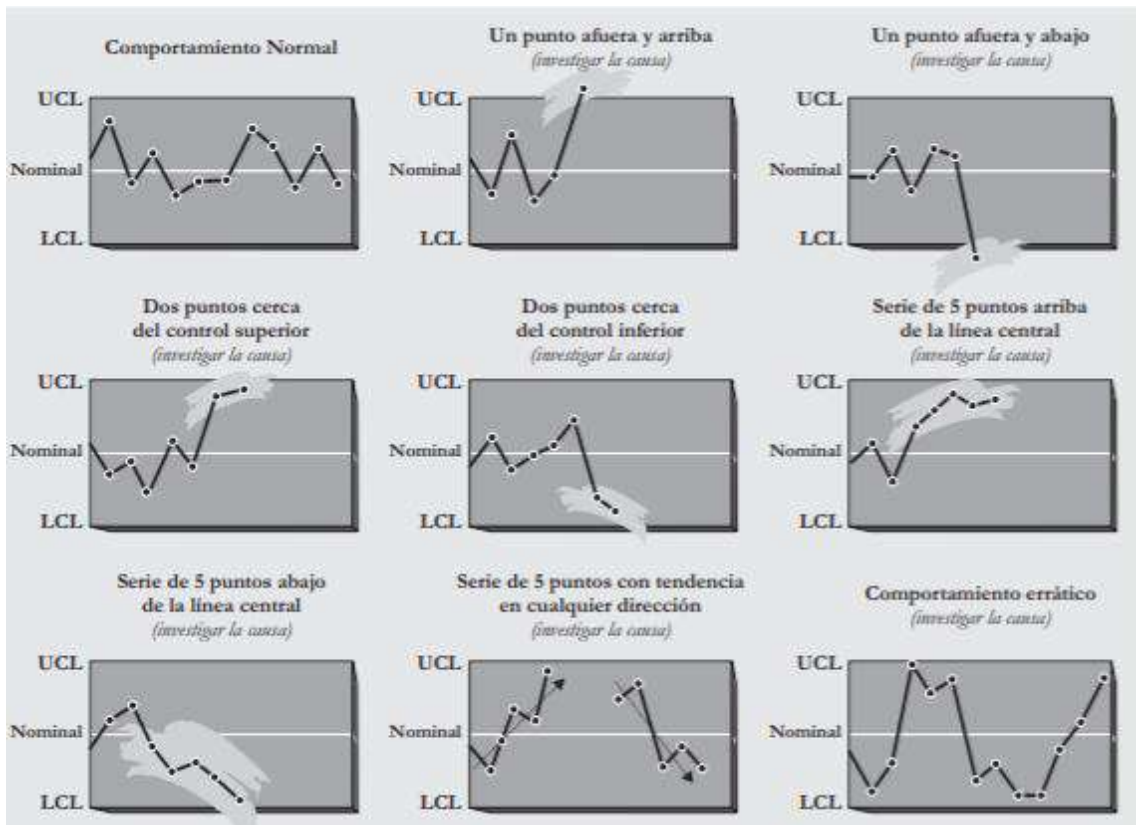 Comportamiento Normal
UCL
Nominal
LCL
Un punto afuera y arriba
(investigar la causa)
UCL
Nominal
LCL
Un punto afuera y abajo
(investigar la causa)
UCL
Nominal
LCL
Dos puntos cerca
del control superior
(investigar la causa)
UCL
Nominal
LCL
Dos puntos cerca
del control inferior
(investigar la causa)
UCL
Nominal
LCL
Serie de 5 puntos arriba
de la línea central
(investigar la causa)
UCL
Nominal
LCL
Serie de 5 puntos abajo
de la línea central
(investigar la causa)
UCL
Nominal
LCL
Serie de 5 puntos con tendencia
en cualquier dirección
(investigar la causa)
UCL
Nominal
LCL
Comportamiento errático
(investigar la causa)
UCL
Nominal
LCL